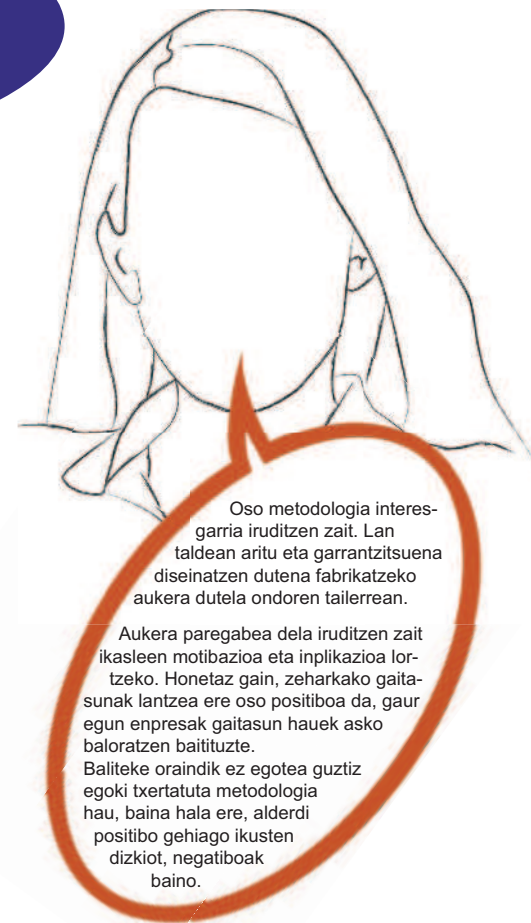 Oso metodologia interes-
garria iruditzen zait. Lan
taldean aritu eta garrantzitsuena
diseinatzen dutena fabrikatzeko
aukera dutela ondoren tailerrean.
Aukera paregabea dela iruditzen zait
ikasleen motibazioa eta inplikazioa lor-
tzeko. Honetaz gain, zeharkako gaita-
sunak lantzea ere oso positiboa da, gaur
egun enpresak gaitasun hauek asko
baloratzen baitituzte.
Baliteke oraindik ez egotea guztiz
egoki txertatuta metodologia
hau, baina hala ere, alderdi
positibo gehiago ikusten
dizkiot, negatiboak
baino.